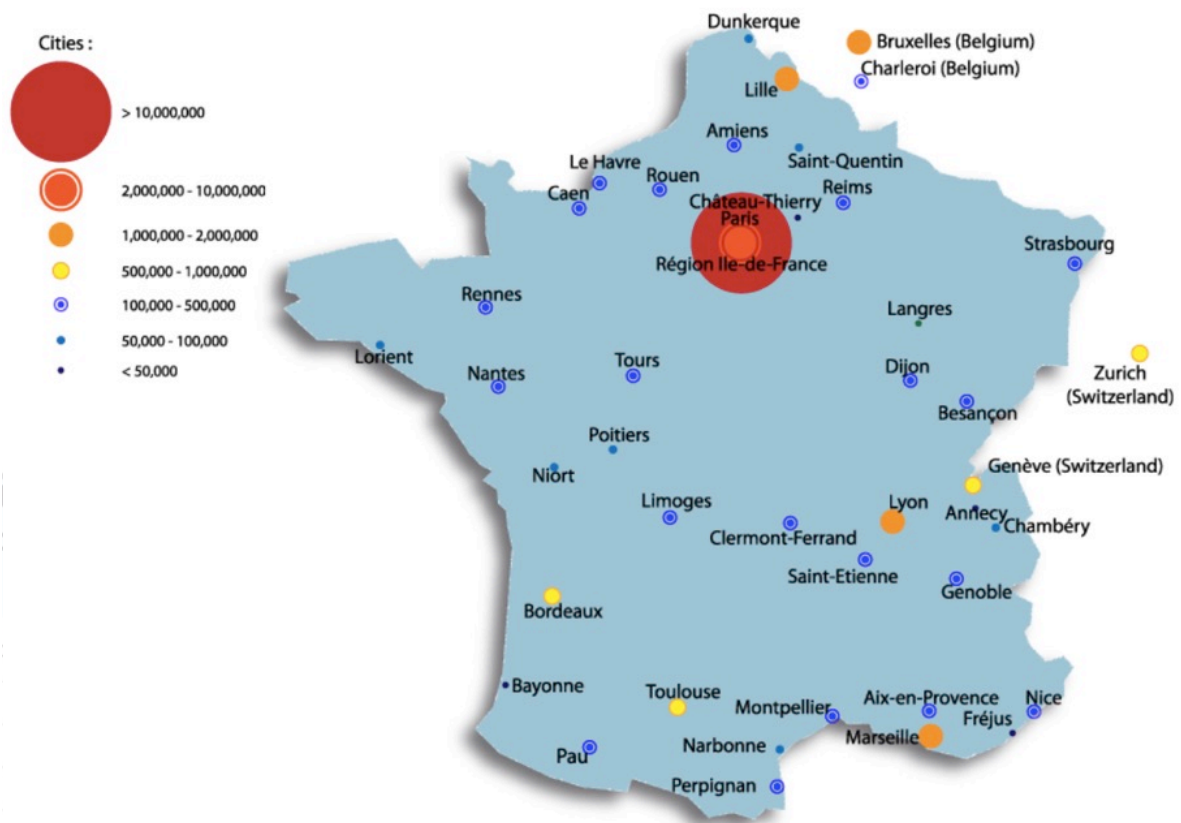 Cities :
> 10,000,000
2,000,000 - 10,000,000
1,000,000 - 2,000,000
500,000 - 1,000,000
100,000 - 500,000
50,000 - 100,000
< 50,000
Dunkerque
Bruxelles (Belgium)
Charleroi (Belgium)
Lille
Amiens
Saint-Quentin
Le Havre
Rouen
Caen
Reims
Château-Thierry
Paris
Région Ile-de-France
Strasbourg
Rennes
Langres
Lorient
Nantes
Tours
Dijon
Zurich
(Switzerland)
Besançon
Poitiers
Niort
Genève (Switzerland)
Limoges
Lyon
Annecy
Chambéry
Clermont-Ferrand
Saint-Etienne
Genoble
Bordeaux
Bayonne
Toulouse
Montpellier
Aix-en-Provence
Nice
Fréjus
Marseille
Pau
Narbonne
Perpignan